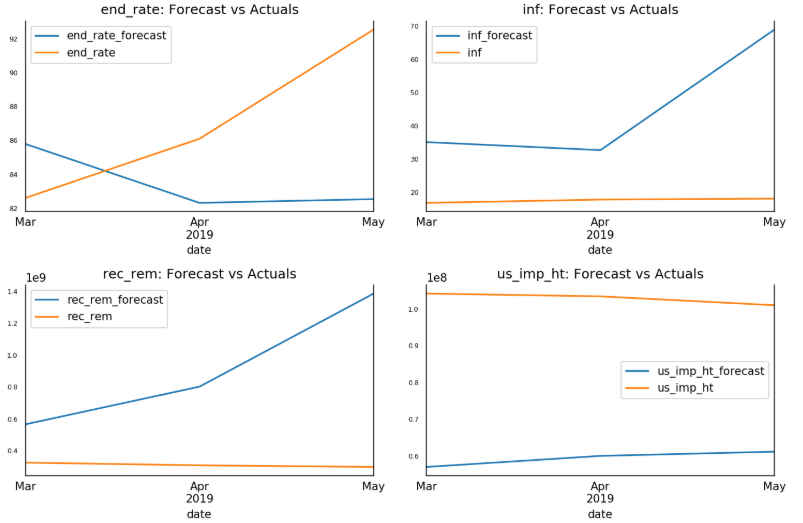 end_rate: Forecast vs Actuals
end_rate_forecast
end_rate
92
90
88
86
84
82
Mar
Apr
May
2019
date
inf: Forecast vs Actuals
inf_forecast
inf
70
60
50
40
30
20
Mar
Apr
May
2019
date
rec_rem: Forecast vs Actuals
1e9
rec_rem_forecast
rec_rem
1.4
1.2
1.0
0.8
0.6
0.4
Mar
Apr
May
2019
date
us_imp_ht: Forecast vs Actuals
1e8
1.0
0.9
0.8
0.7
0.6
us_imp_ht_forecast
us_imp_ht
Mar
Apr
May
2019
date